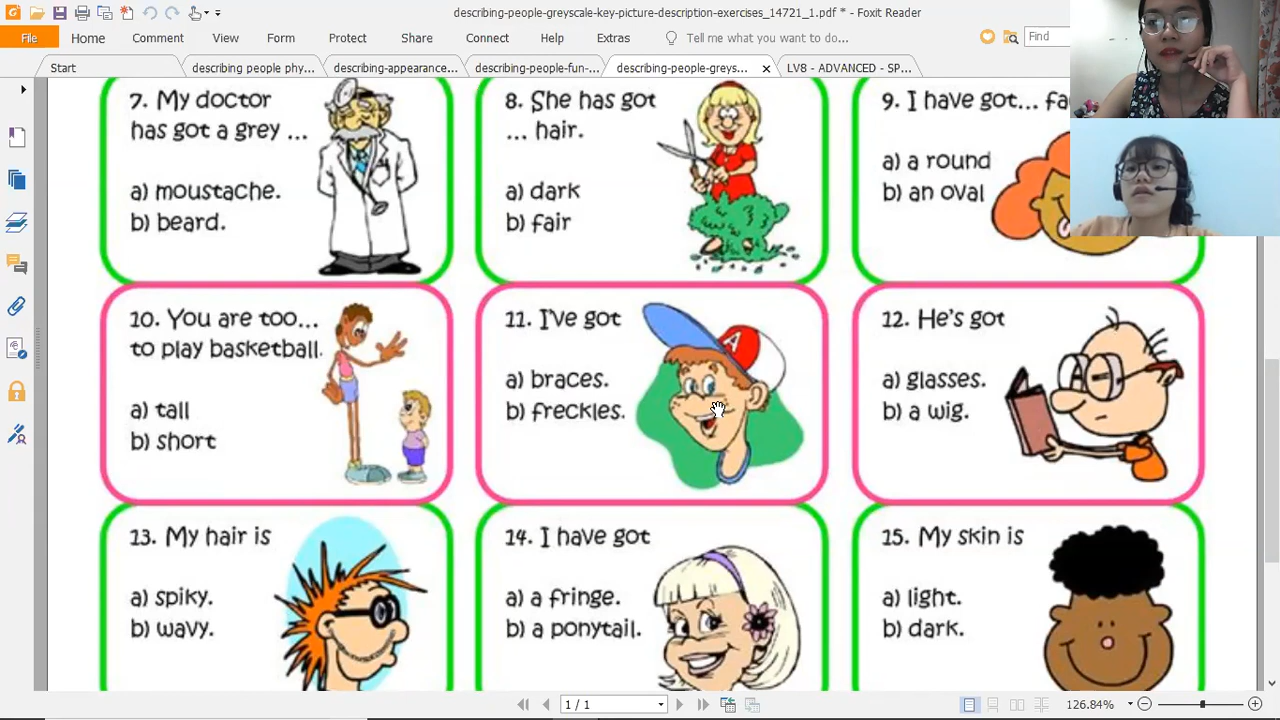 describing-people-greyscale-key-picture-description-exercises_14721_1.pdf * - Foxit Reader
File Home Comment View Form Protect Share Connect Help Extras Tell me what you want to do... Find
Start describing people phy... describing-appearance... describing-people-fun-... describing-people-greys... LV8 - ADVANCED - SP...
7. My doctor
has got a grey ...
a) moustache.
b) beard.
8. She has got
... hair.
a) dark
b) fair
9. I have got...
a) a round
b) an oval
10. You are too...
to play basketball.
a) tall
b) short
11. I've got
a) braces.
b) freckles.
A
12. He's got
a) glasses.
b) a wig.
13. My hair is
a) spiky.
b) wavy.
14. I have got
a) a fringe.
b) a ponytail.
15. My skin is
a) light.
b) dark.
1 / 1
126.84%